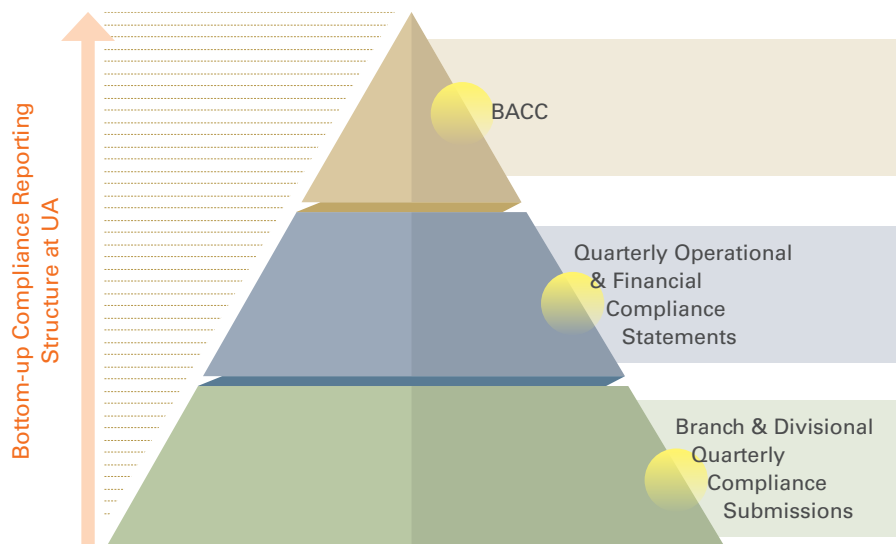 Bottom-up Compliance Reporting
Structure at UA
BACC
Quarterly Operational
& Financial
Compliance
Statements
Branch & Divisional
Quarterly
Compliance
Submissions